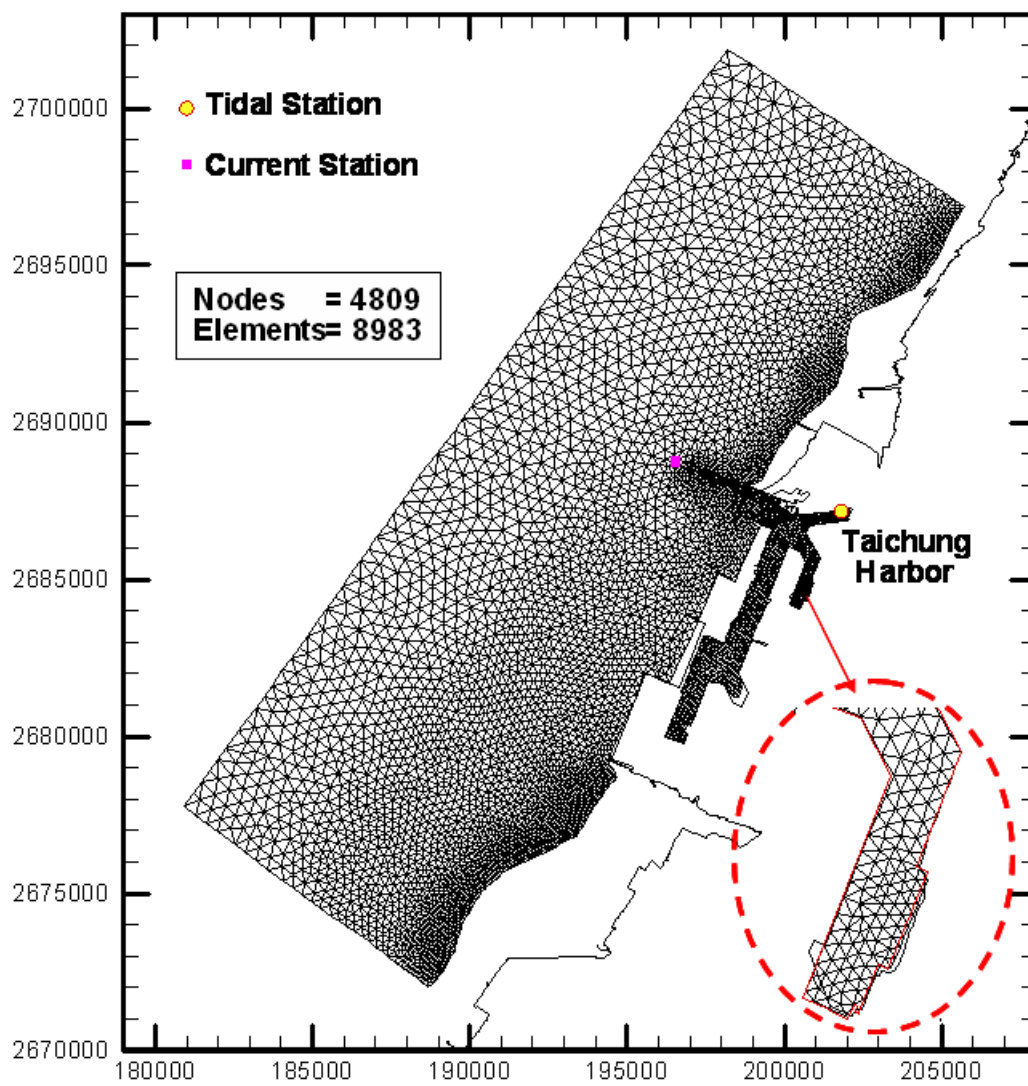 2700000
2695000
2690000
2685000
2680000
2675000
2670000
Tidal Station
Current Station
Nodes = 4809
Elements= 8983
Taichung
Harbor
180000 185000 190000 195000 200000 205000